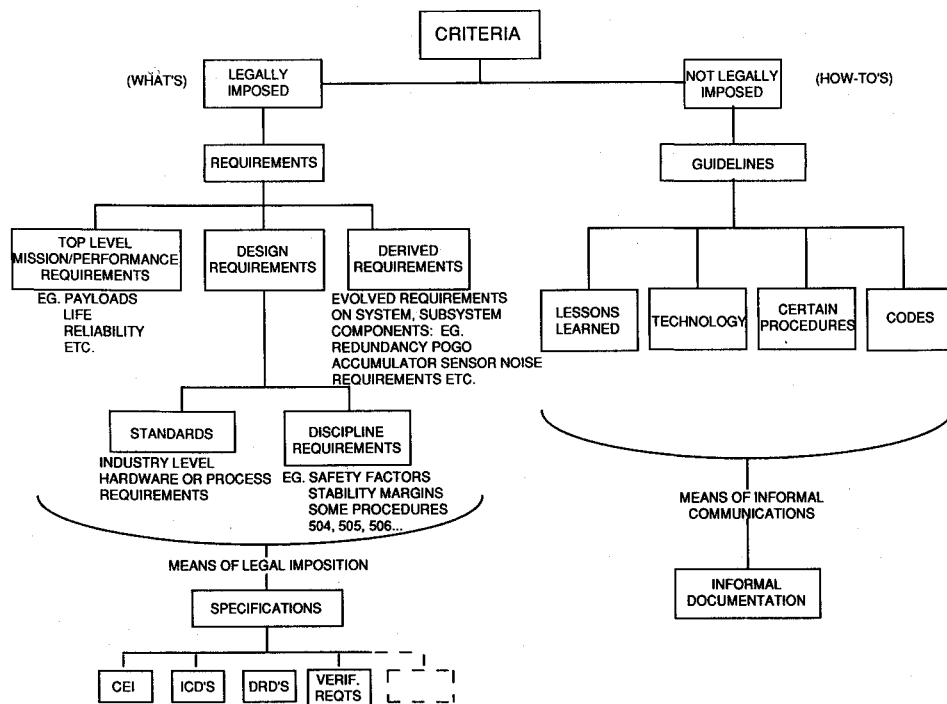 CRITERIA
(WHAT'S)
LEGALLY
IMPOSED
NOT LEGALLY
IMPOSED
(HOW-TO'S)
REQUIREMENTS
GUIDELINES
TOP LEVEL
MISSION/PERFORMANCE
REQUIREMENTS
EG. PAYLOADS
LIFE
RELIABILITY
ETC.
DESIGN
REQUIREMENTS
DERIVED
REQUIREMENTS
EVOLVED REQUIREMENTS
ON SYSTEM, SUBSYSTEM
COMPONENTS: EG.
REDUNDANCY POGO
ACCUMULATOR SENSOR NOISE
REQUIREMENTS ETC.
LESSONS
LEARNED
TECHNOLOGY
CERTAIN
PROCEDURES
CODES
STANDARDS
INDUSTRY LEVEL
HARDWARE OR PROCESS
REQUIREMENTS
DISCIPLINE
REQUIREMENTS
EG. SAFETY FACTORS
STABILITY MARGINS
SOME PROCEDURES
504, 505, 506...
MEANS OF LEGAL IMPOSITION
SPECIFICATIONS
CEI
ICD'S
DRD'S
VERIF.
REQTS
MEANS OF INFORMAL
COMMUNICATIONS
INFORMAL
DOCUMENTATION